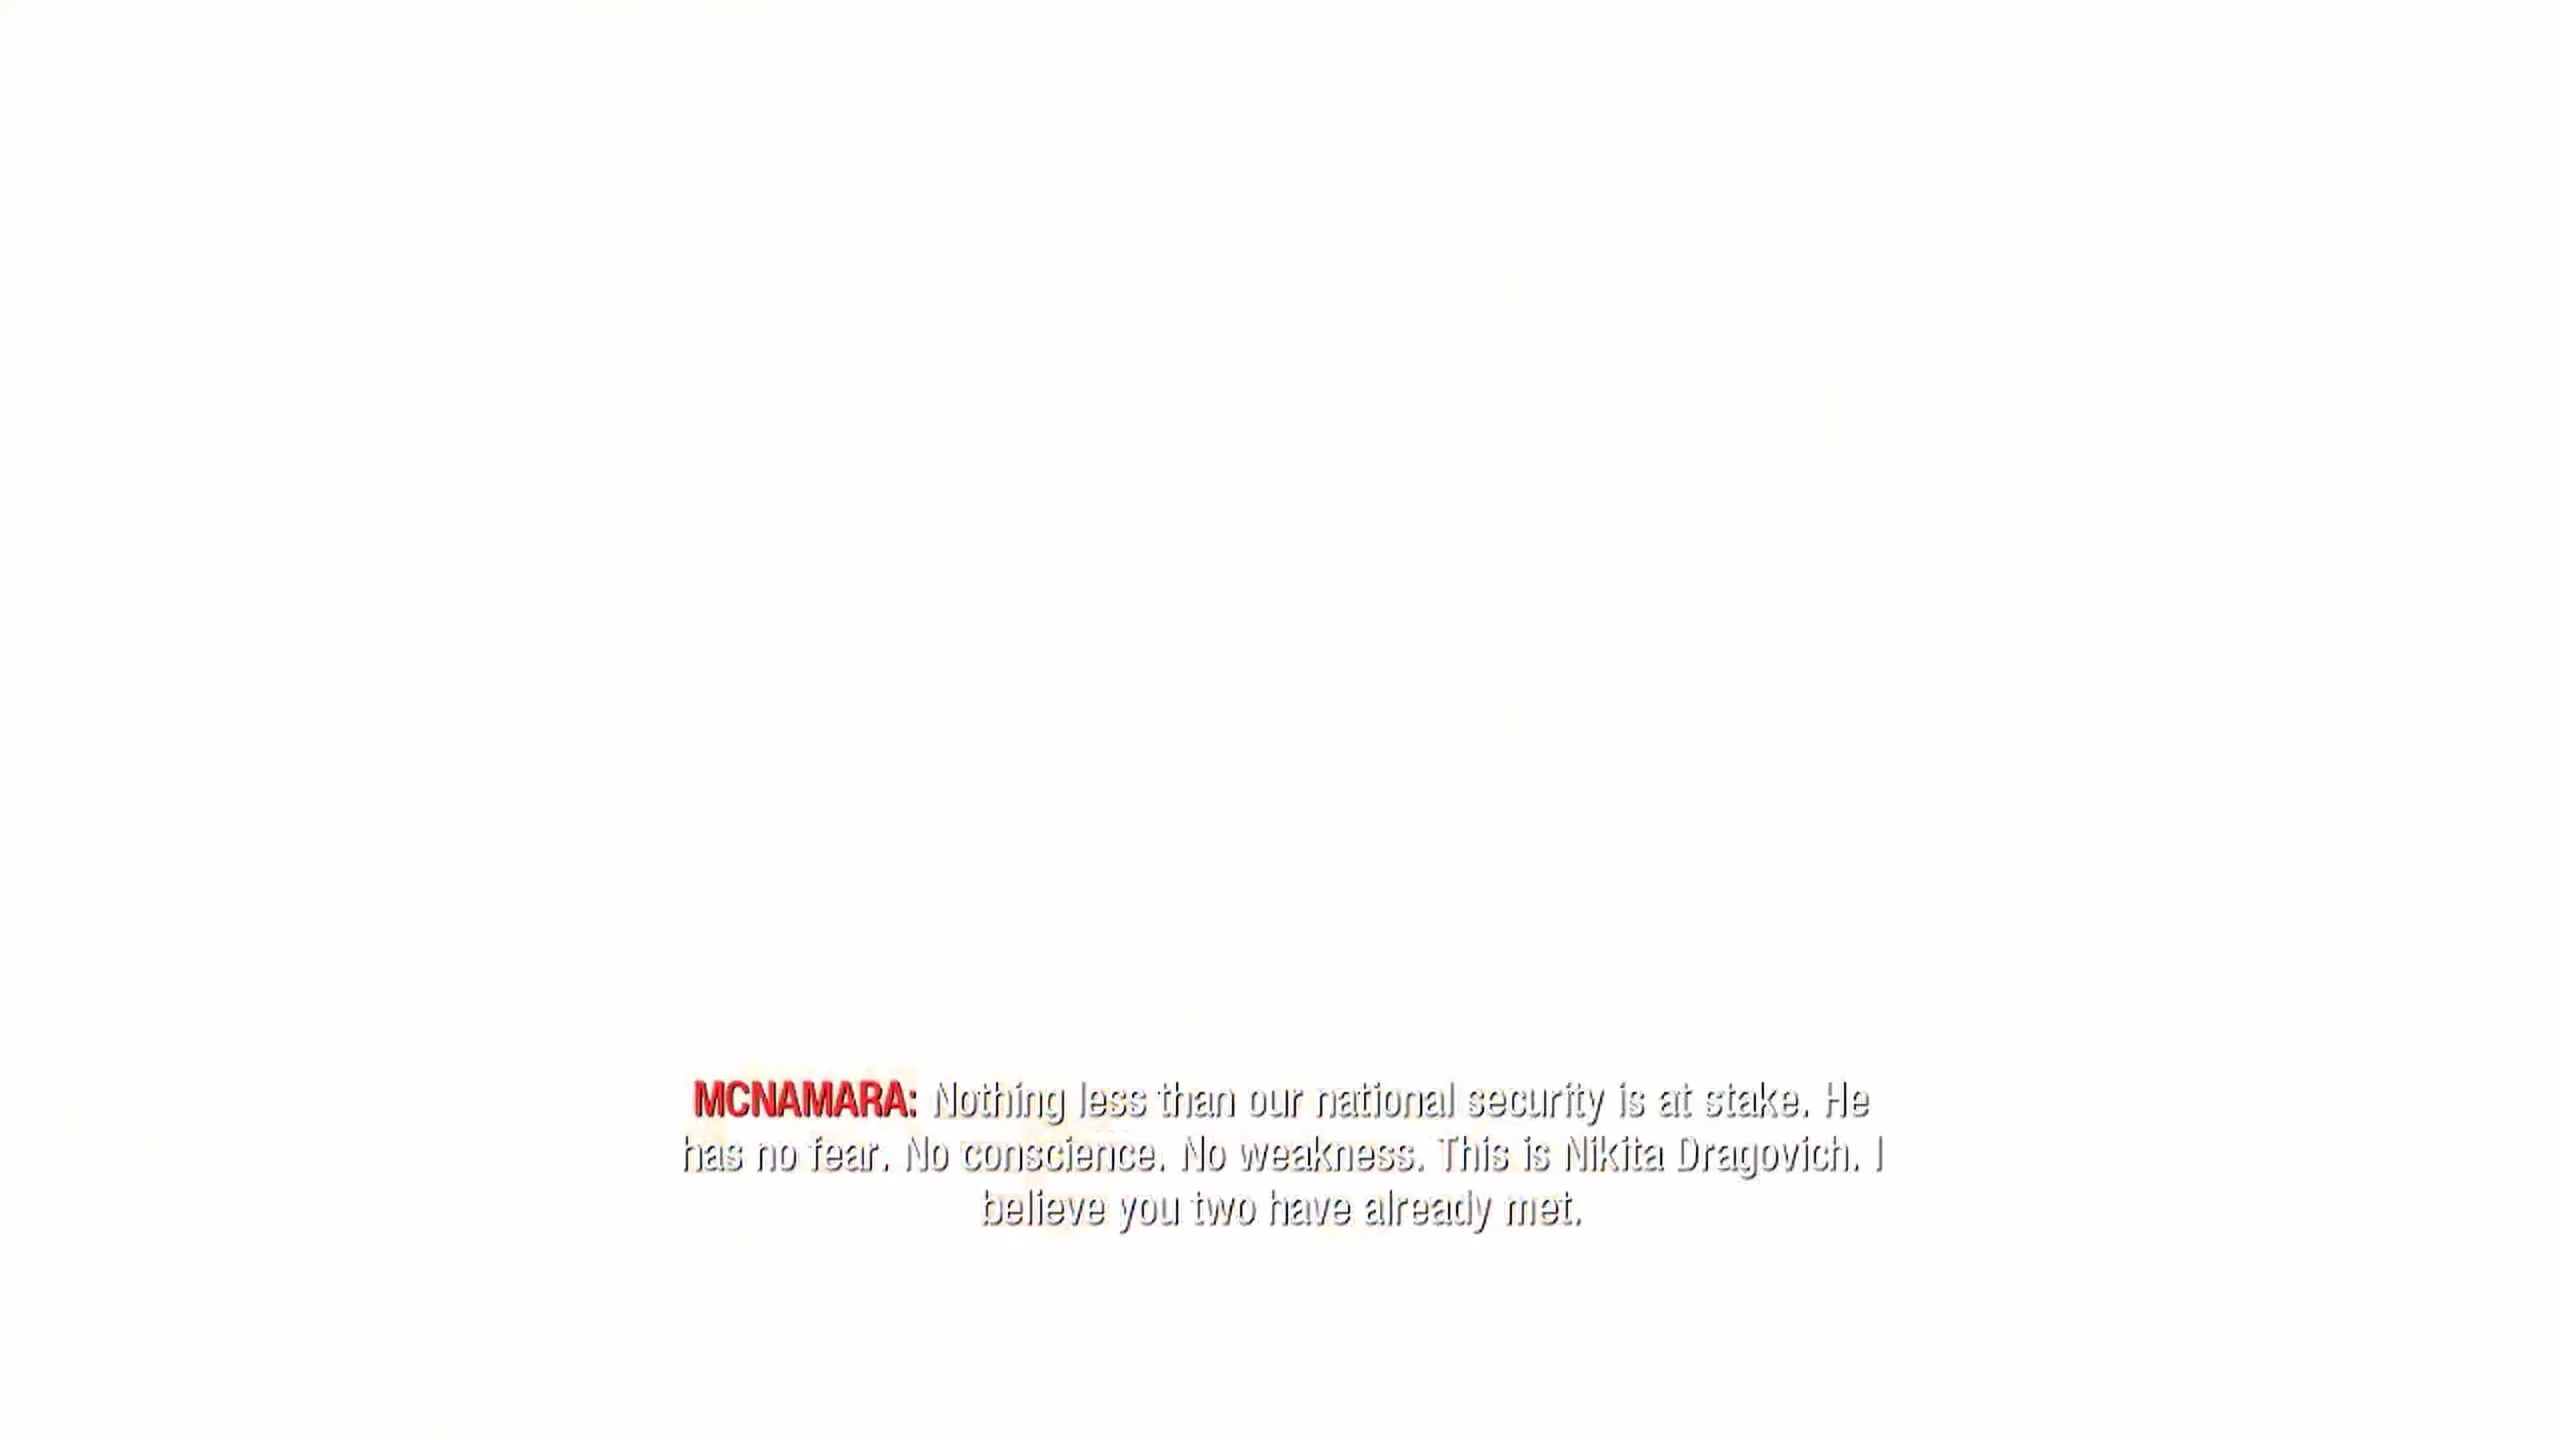 MCNAMARA: Nothing less than our national security is at stake. He
has no fear. No conscience. No weakness. This is Nikita Dragovich. I
believe you two have already met.